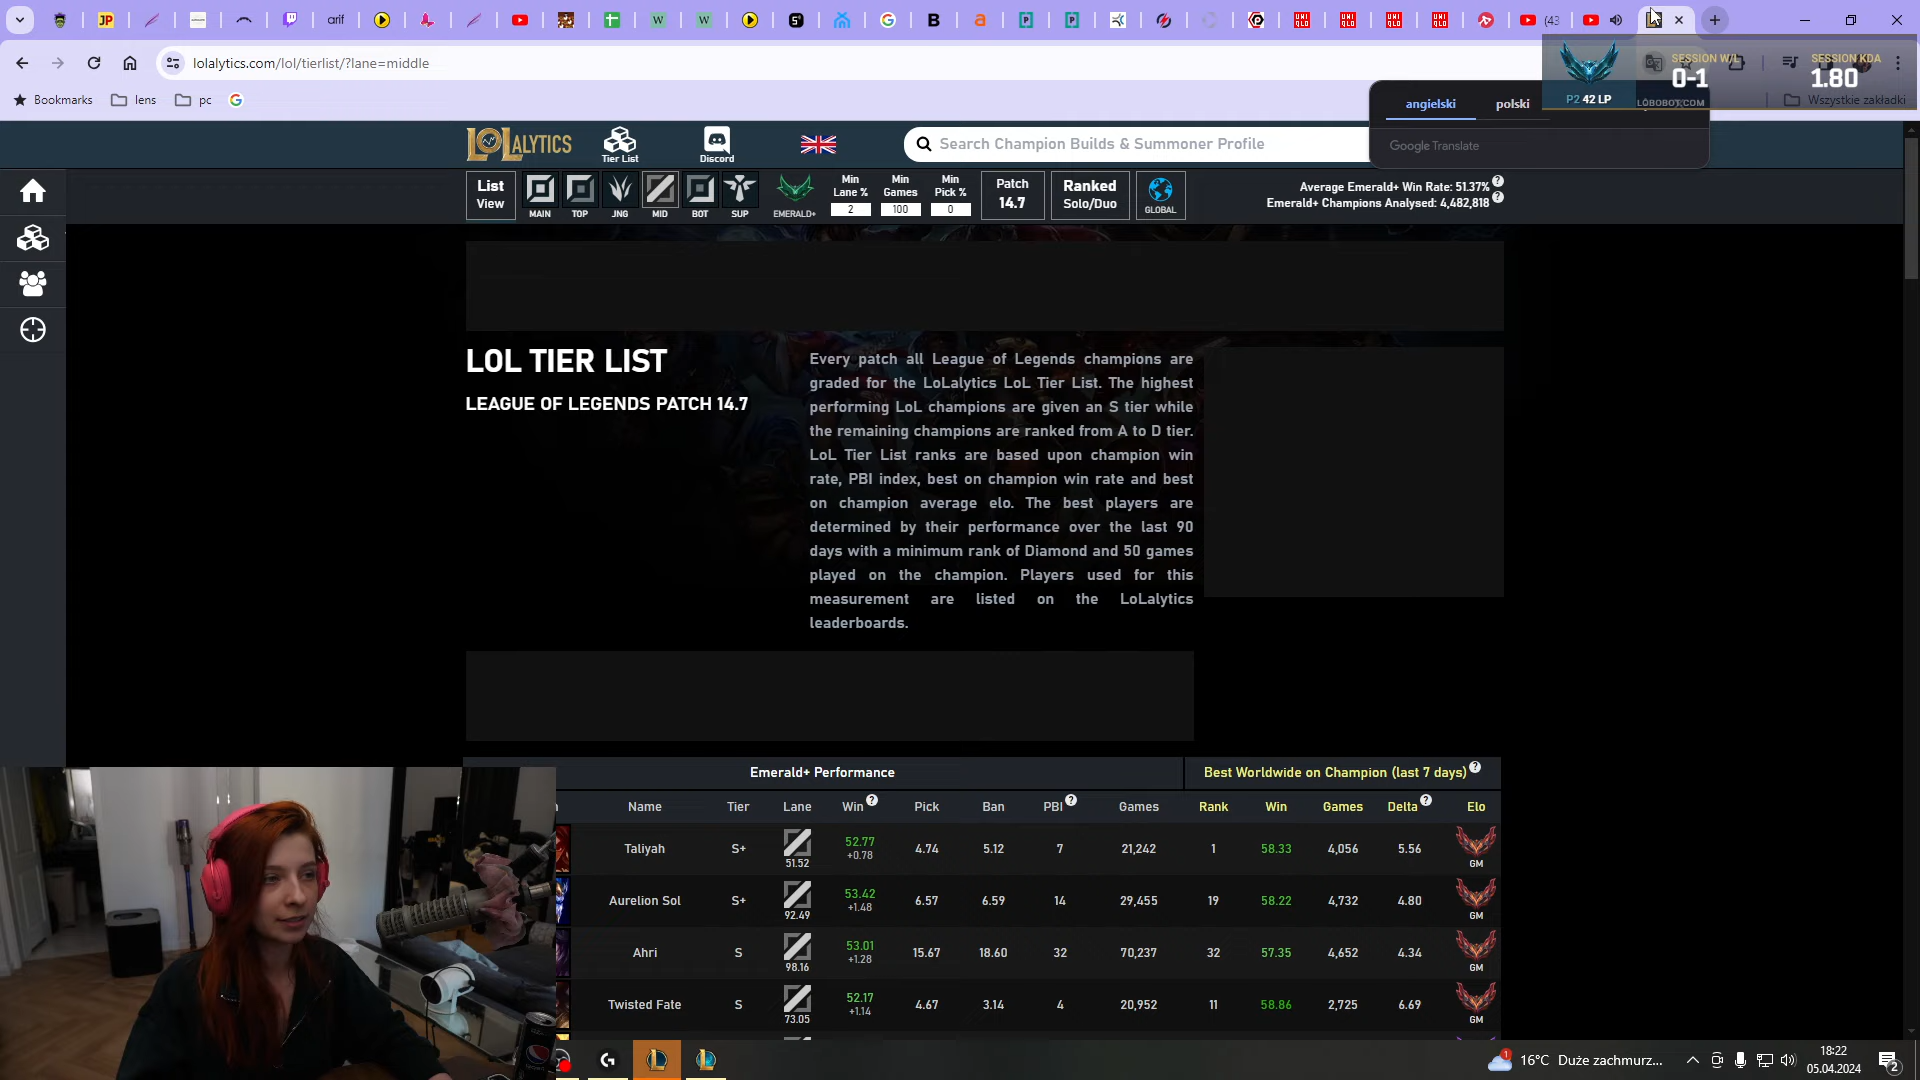 JP
arif
(43
lolalytics.com/lol/tierlist/?lane=middle
Bookmarks
lens
pc
Wszystkie zakładki
angielski
polski
Google Translate
P2 42 LP
SESSION W/L
0-1
SESSION KDA
1.80
LOBOBOT.COM
LOLALYTICS
Tier List
Discord
Search Champion Builds & Summoner Profile
List
View
MAIN
TOP
JNG
MID
BOT
SUP
EMERALD+
Min
Lane %
2
Min
Games
100
Min
Pick %
0
Patch
14.7
Ranked
Solo/Duo
GLOBAL
Average Emerald+ Win Rate: 51.37%
Emerald+ Champions Analysed: 4,482,818
LOL TIER LIST
LEAGUE OF LEGENDS PATCH 14.7
Every patch all League of Legends champions are
graded for the LoLalytics LoL Tier List. The highest
performing LoL champions are given an S tier while
the remaining champions are ranked from A to D tier.
LoL Tier List ranks are based upon champion win
rate, PBI index, best on champion win rate and best
on champion average elo. The best players are
determined by their performance over the last 90
days with a minimum rank of Diamond and 50 games
played on the champion. Players used for this
measurement are listed on the LoLalytics
leaderboards.
Emerald+ Performance
Best Worldwide on Champion (last 7 days)
Name Tier Lane Win Pick Ban PBI Games Rank Win Games Delta Elo
Taliyah S+ 51.52 52.77 +0.78 4.74 5.12 7 21,242 1 58.33 4,056 5.56 GM
Aurelion Sol S+ 92.49 53.42 +1.48 6.57 6.59 14 29,455 19 58.22 4,732 4.80 GM
Ahri S 98.16 53.01 +1.28 15.67 18.60 32 70,237 32 57.35 4,652 4.34 GM
Twisted Fate S 73.05 52.17 +1.14 4.67 3.14 4 20,952 11 58.86 2,725 6.69 GM
16°C Duże zachmurz...
18:22
05.04.2024